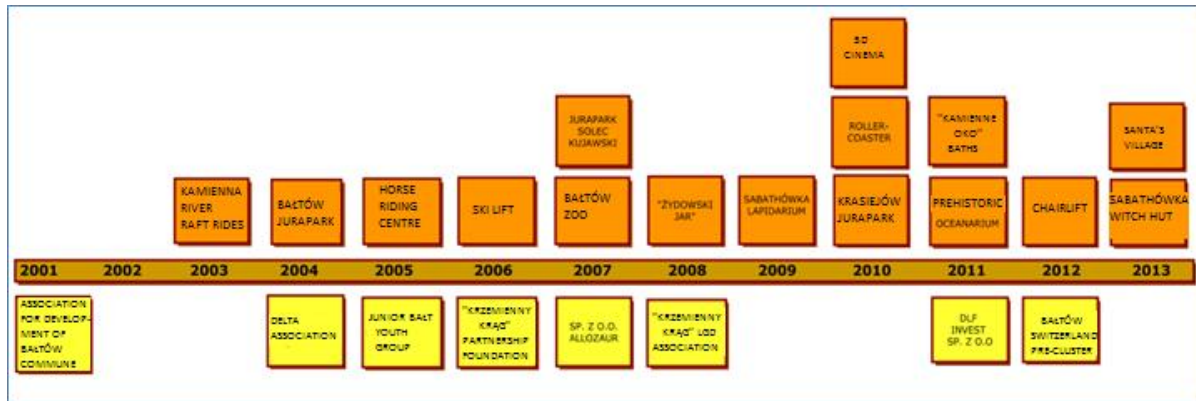 CINEMA
JURAPARK
SOLEC
KUJAWSKI
ROLLER-
COASTER
"KAMIENNE
OKO"
BATHS
SANTA'S
VILLAGE
KAMIENNA
RIVER
RAFT RIDES
BAŁTÓW
JURAPARK
HORSE
RIDING
CENTRE
SKI LIFT
BAŁTÓW
ZOO
"ŻYDOWSKI
JAR"
SABATHÓWKA
LAPIDARIUM
KRASIEJÓW
JURAPARK
PREHISTORIC
OCEANARIUM
CHAIRLIFT
SABATHÓWKA
WITCH HUT
2001 2002 2003 2004 2005 2006 2007 2008 2009 2010 2011 2012 2013
ASSOCIATION
FOR DEVELOP-
MENT OF
BAŁTÓW
COMMUNE
DELTA
ASSOCIATION
JUNIOR BAŁT
YOUTH
GROUP
"KRZEMIENNY
KRĄG"
PARTNERSHIP
FOUNDATION
SP. Z O.O.
ALLOZAUR
"KRZEMIENNY
KRĄG" LGD
ASSOCIATION
DLF
INVEST
SP. Z O.O
BAŁTÓW
SWITZERLAND
PRE-CLUSTER